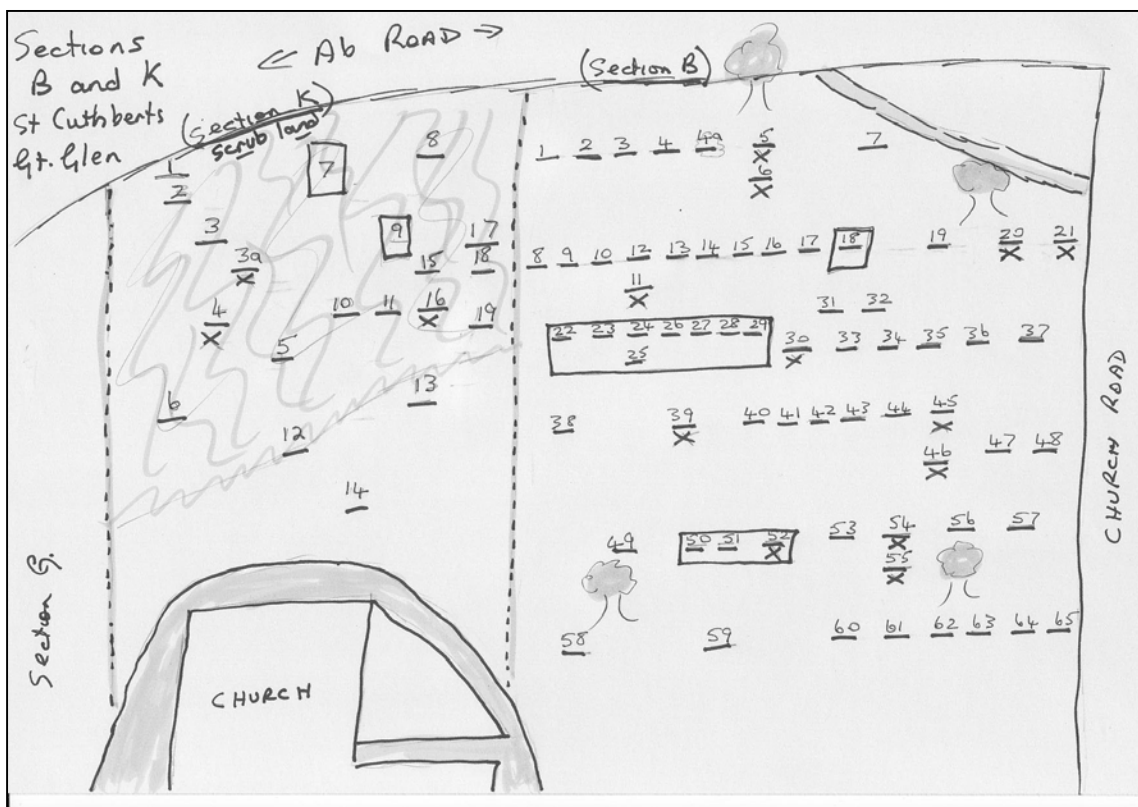 Sections
B and K
St Cuthberts
Gt. Glen
<- A6 ROAD ->
(Section K)
scrub land
(Section B)
1
2
3
3a
X
4
X
5
6
7
8
9
10
11
12
13
14
15
16
X
17
18
19
1 2 3 4 4a 5 7
X
6
X
8 9 10 12 13 14 15 16 17 18 19 20 21
X X
11
X
31 32
22 23 24 26 27 28 29 30 33 34 35 36 37
X
25
38 39 40 41 42 43 44 45
X X
46 47 48
X
49 50 51 52 53 54 56 57
X X
55
X
58 59 60 61 62 63 64 65
Section G.
CHURCH
CHURCH ROAD